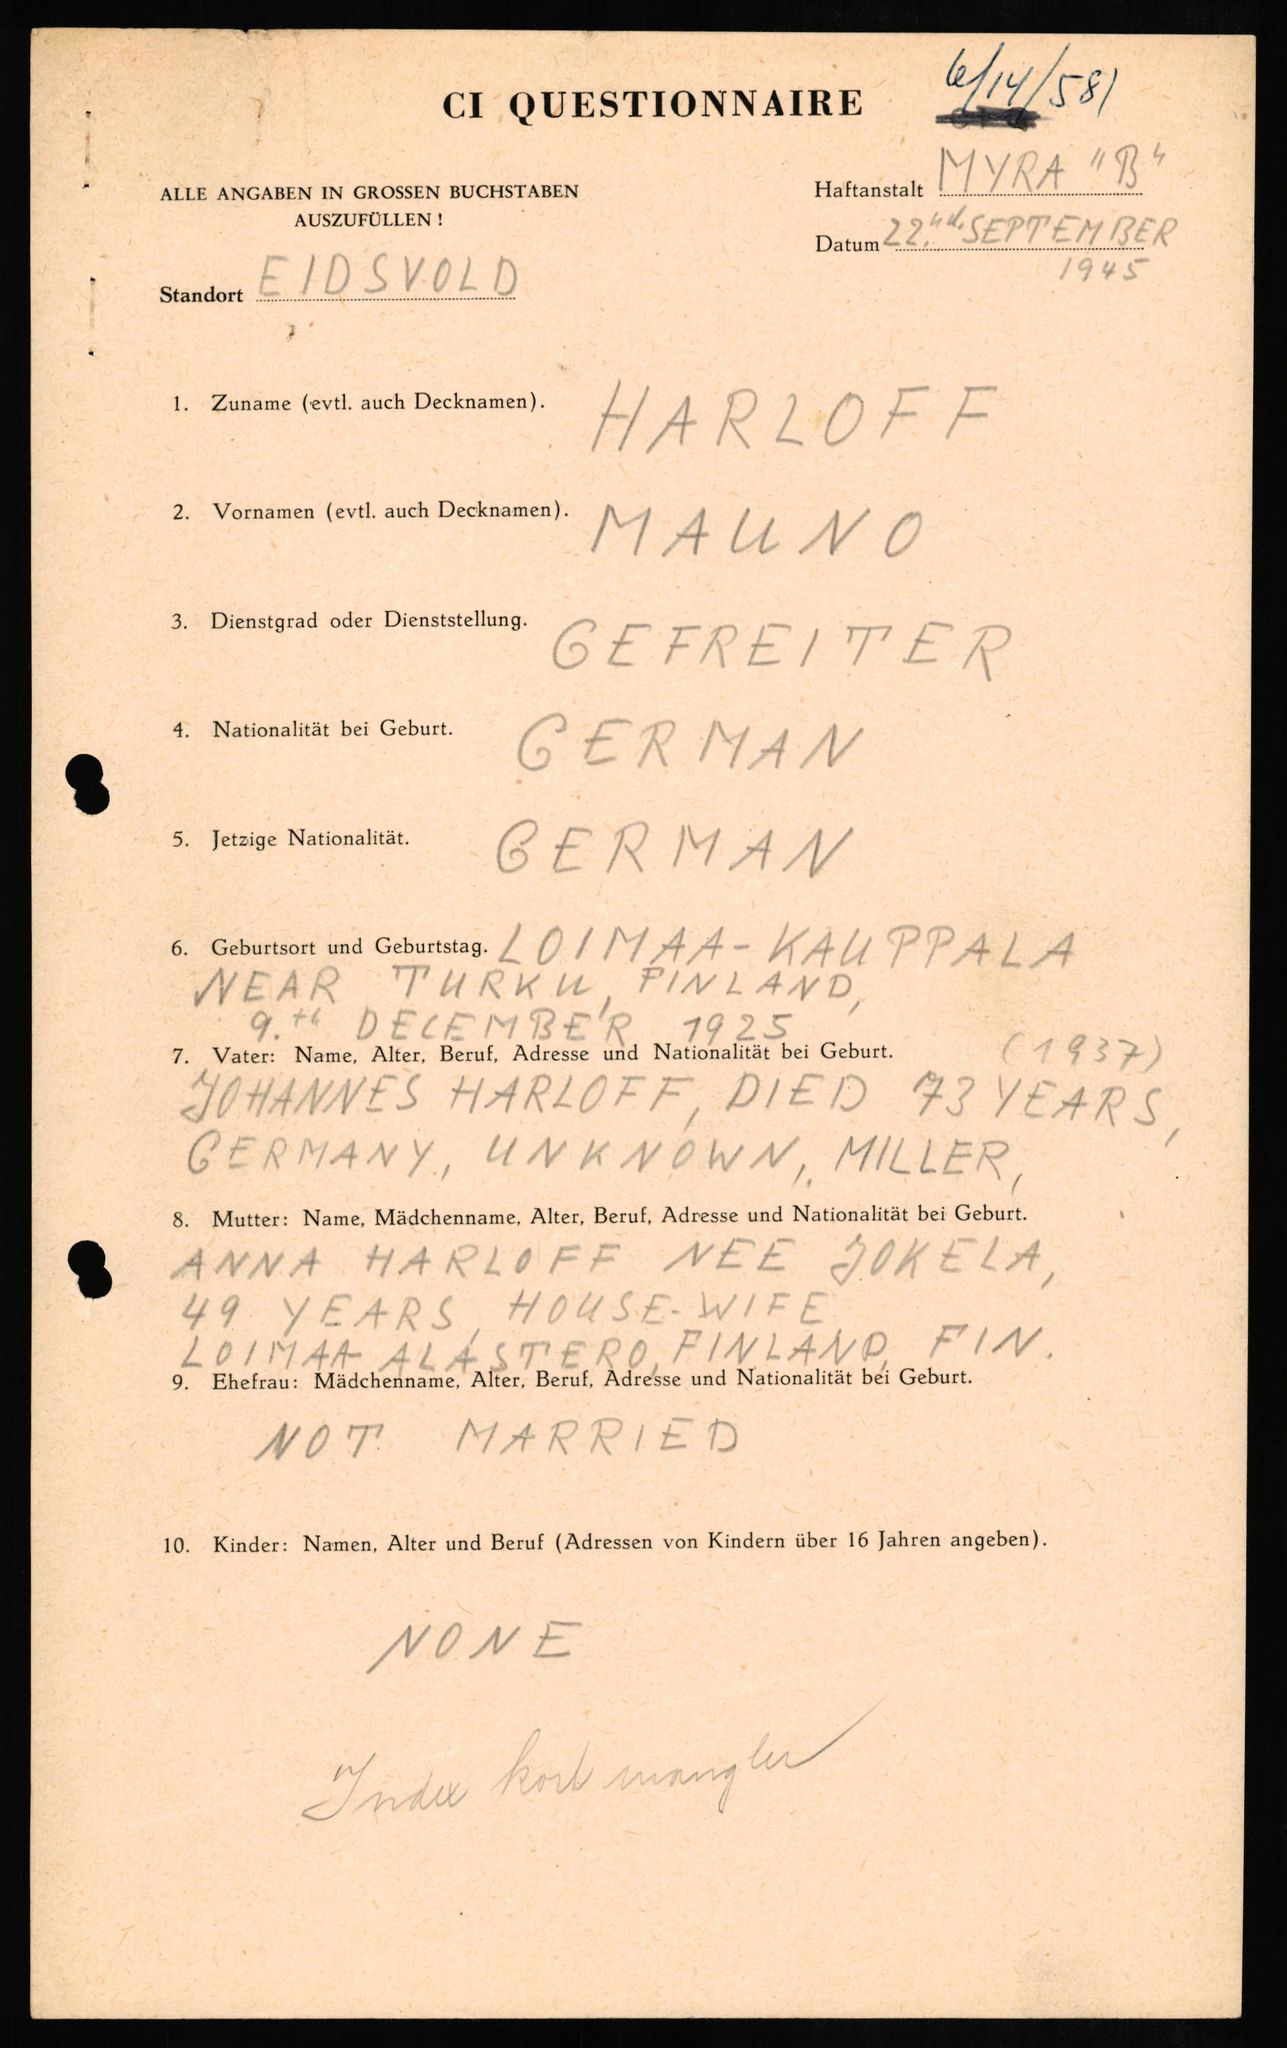 6/14/581
CI QUESTIONNAIRE
ALLE ANGABEN IN GROSSEN BUCHSTABEN
AUSZUFÜLLEN!
Haftanstalt MYRA "B"
Datum 22.nd. SEPTEMBER
1945
Standort EIDSVOLD
1. Zuname (evtl. auch Decknamen). HARLOFF
2. Vornamen (evtl. auch Decknamen). MAUNO
3. Dienstgrad oder Dienststellung. GEFREITER
4. Nationalität bei Geburt. GERMAN
5. Jetzige Nationalität. GERMAN
6. Geburtsort und Geburtstag. LOIMAA-KAUPPALA
NEAR TURKU, FINLAND,
9.th DECEMBER 1925
7. Vater: Name, Alter, Beruf, Adresse und Nationalität bei Geburt. (1937)
JOHANNES HARLOFF, DIED 73 YEARS,
GERMANY, UNKNOWN, MILLER,
8. Mutter: Name, Mädchenname, Alter, Beruf, Adresse und Nationalität bei Geburt.
ANNA HARLOFF NEE JOKELA,
49 YEARS, HOUSE-WIFE
LOIMAA ALASTERO, FINLAND, FIN.
9. Ehefrau: Mädchenname, Alter, Beruf, Adresse und Nationalität bei Geburt.
NOT MARRIED
10. Kinder: Namen, Alter und Beruf (Adressen von Kindern über 16 Jahren angeben).
NONE
Index kort mangler